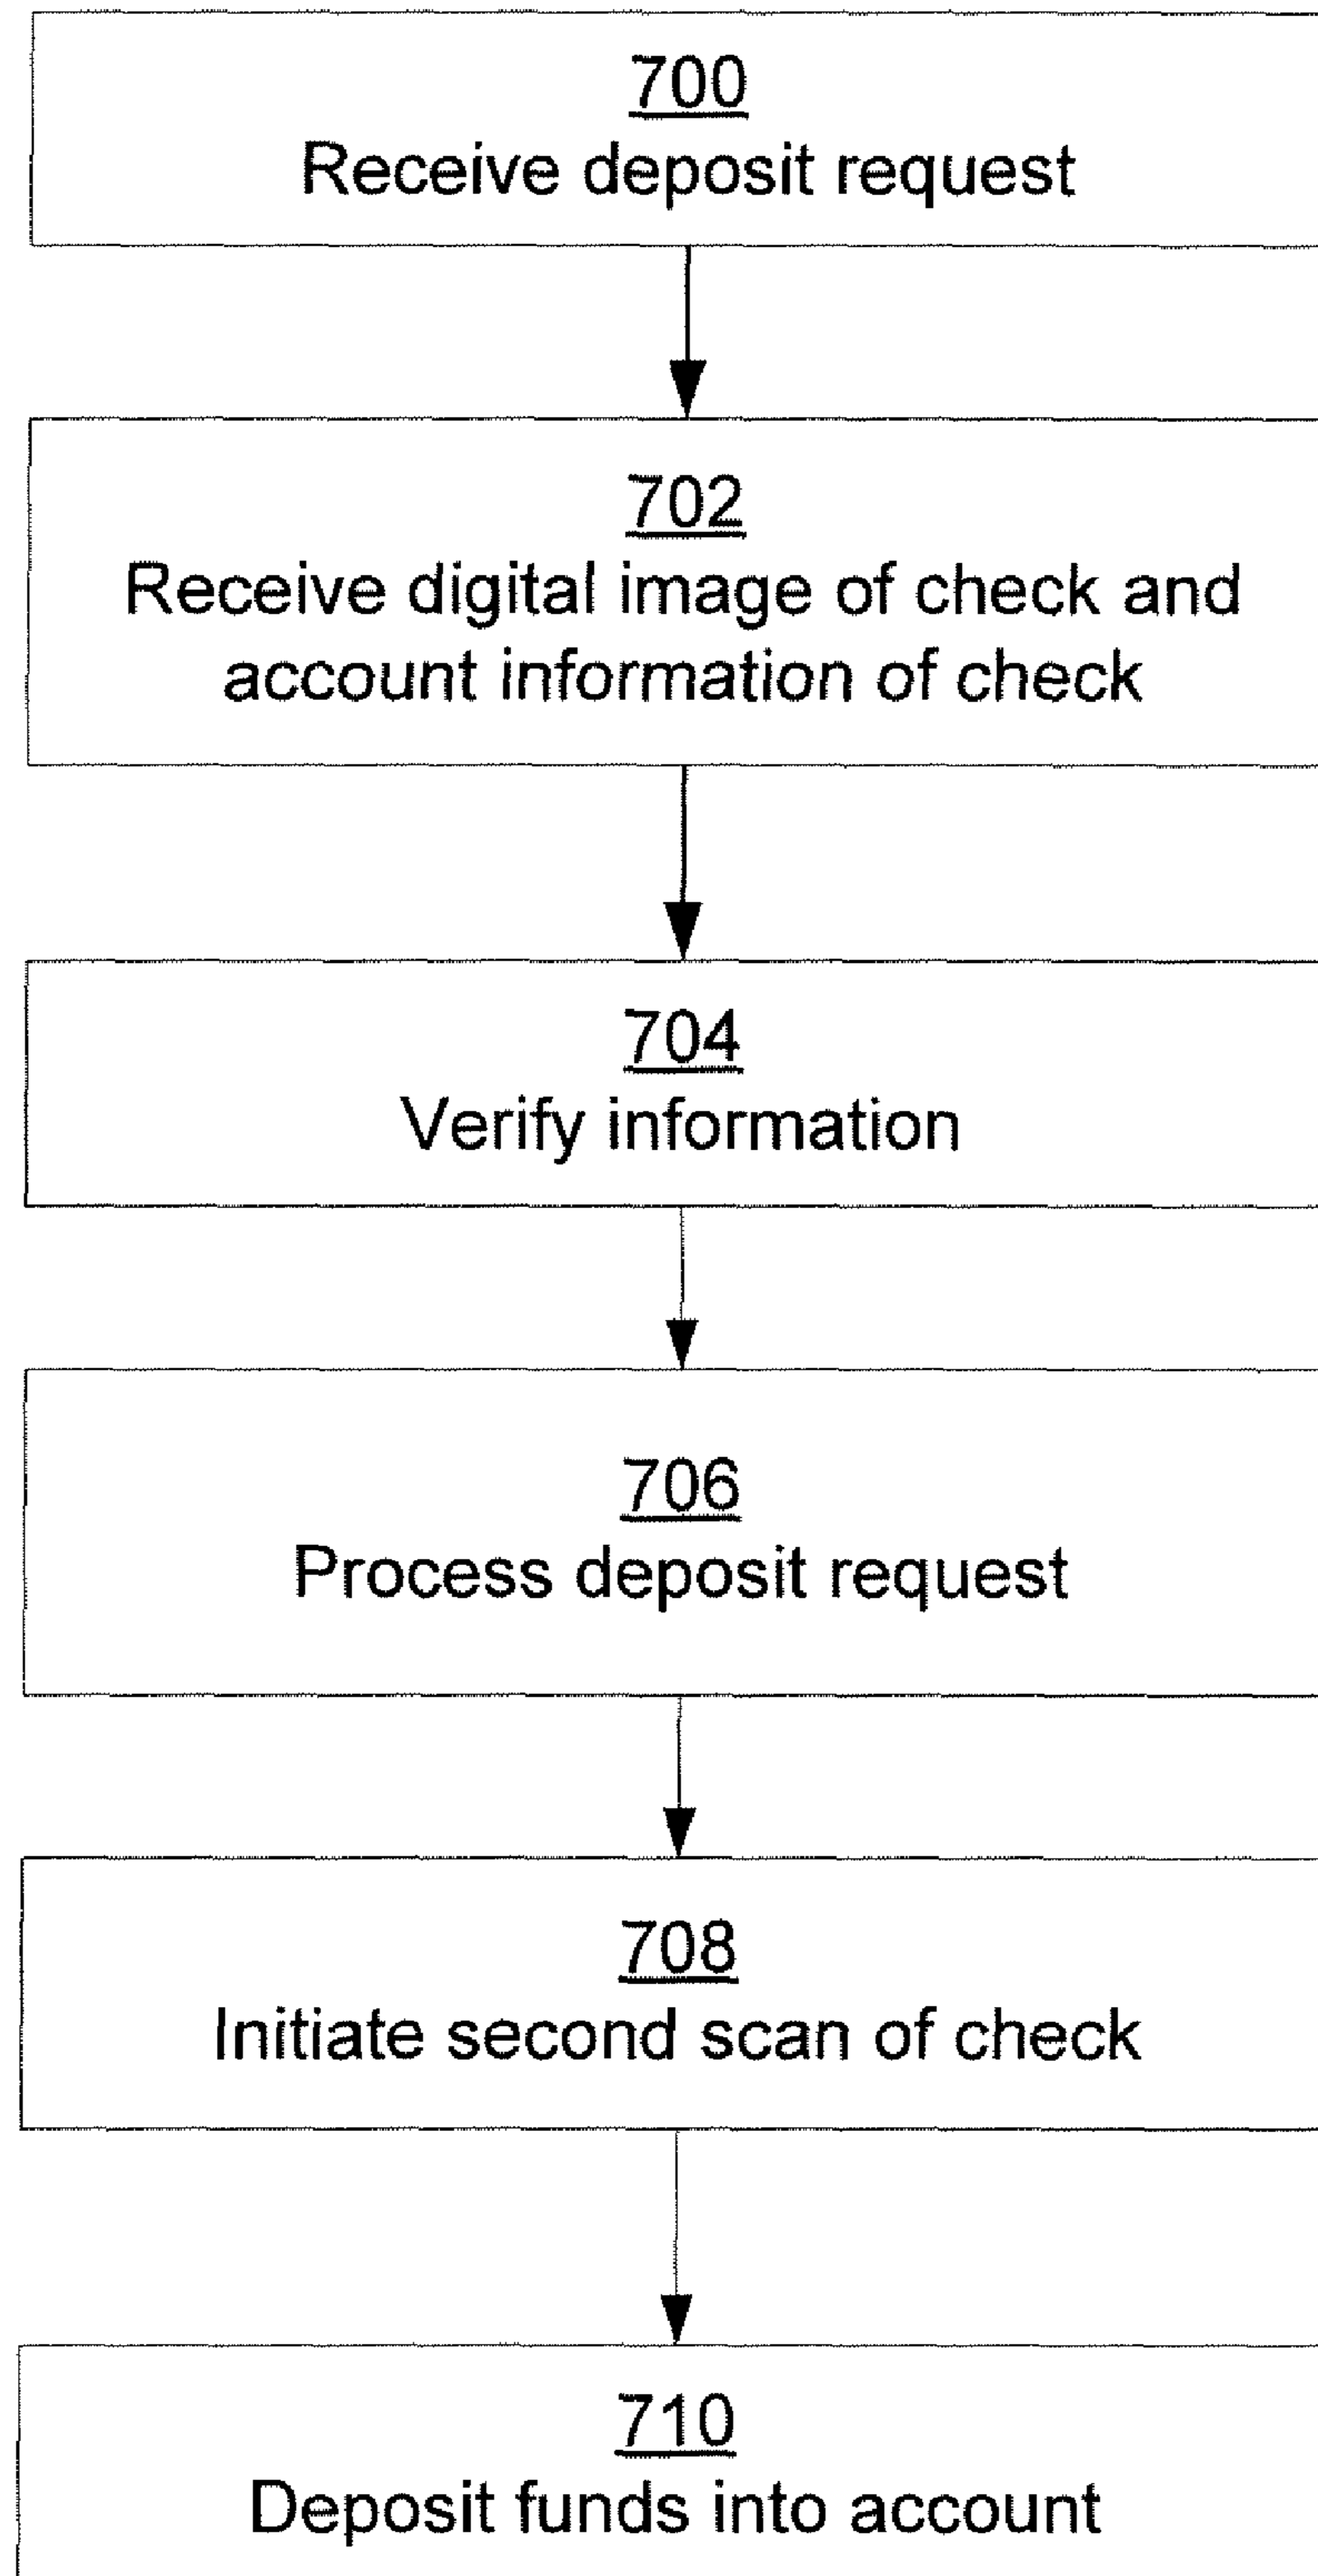 700
Receive deposit request
702
Receive digital image of check and
account information of check
704
Verify information
706
Process deposit request
708
Initiate second scan of check
710
Deposit funds into account